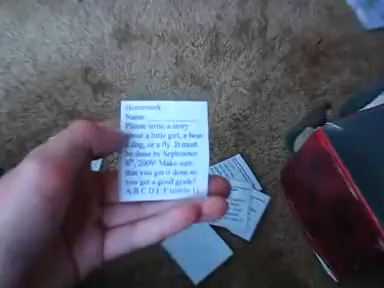 Homework
Name
Please write a story
about a little girl, a bear
a dog, or a fly. It must
be done by September
8th, 2009! Make sure
that you get it done so
you get a good grade!
A B C D E F (circle 1)